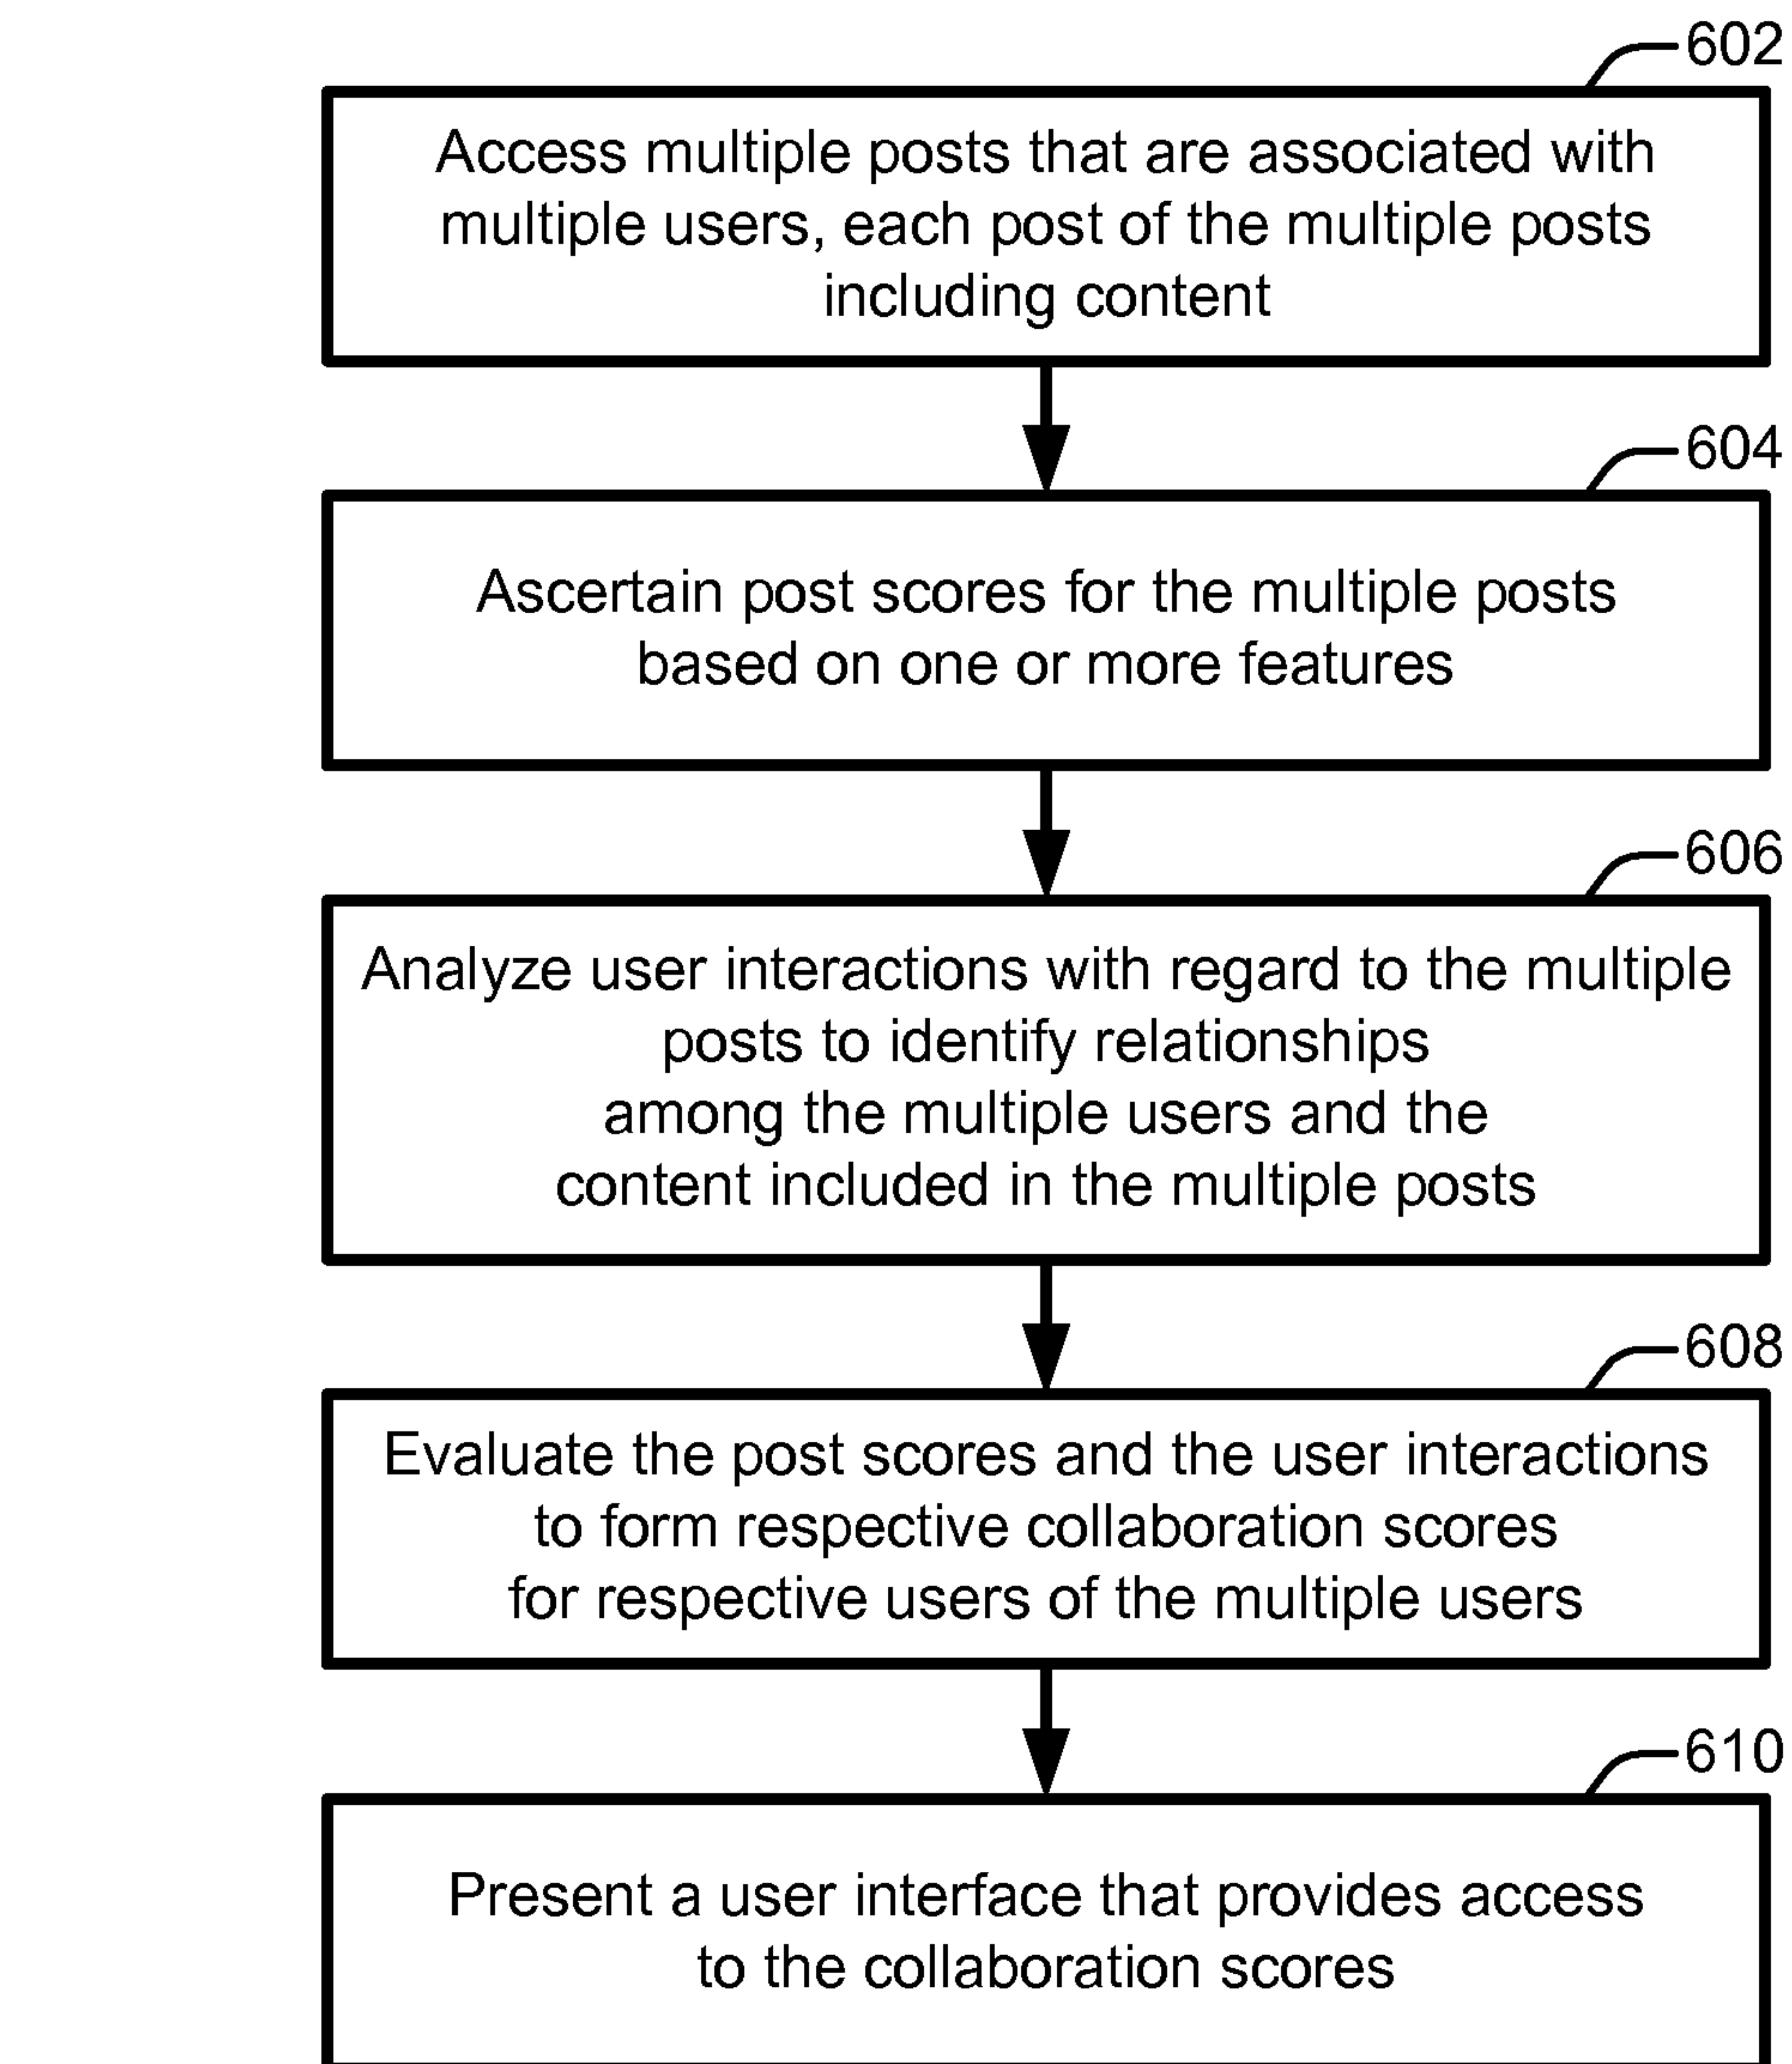 602
Access multiple posts that are associated with
multiple users, each post of the multiple posts
including content
604
Ascertain post scores for the multiple posts
based on one or more features
606
Analyze user interactions with regard to the multiple
posts to identify relationships
among the multiple users and the
content included in the multiple posts
608
Evaluate the post scores and the user interactions
to form respective collaboration scores
for respective users of the multiple users
610
Present a user interface that provides access
to the collaboration scores